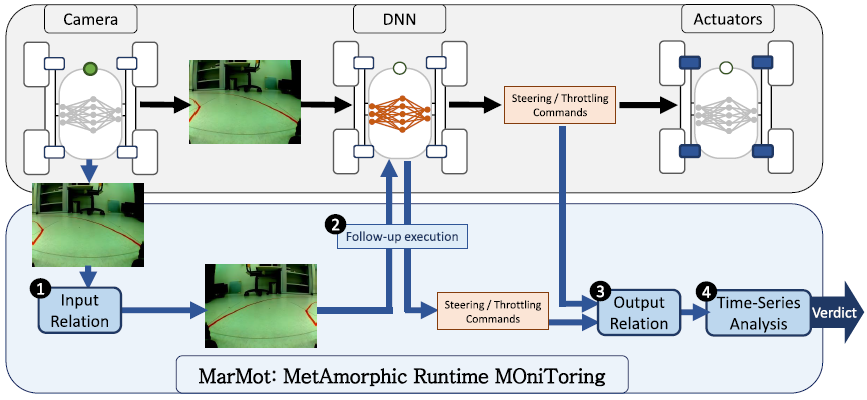 Camera
DNN
Actuators
Steering / Throttling
Commands
2
Follow-up execution
1
Input
Relation
Steering / Throttling
Commands
3
Output
Relation
4
Time-Series
Analysis
Verdict
MarMot: MetAmorphic Runtime MOniToring